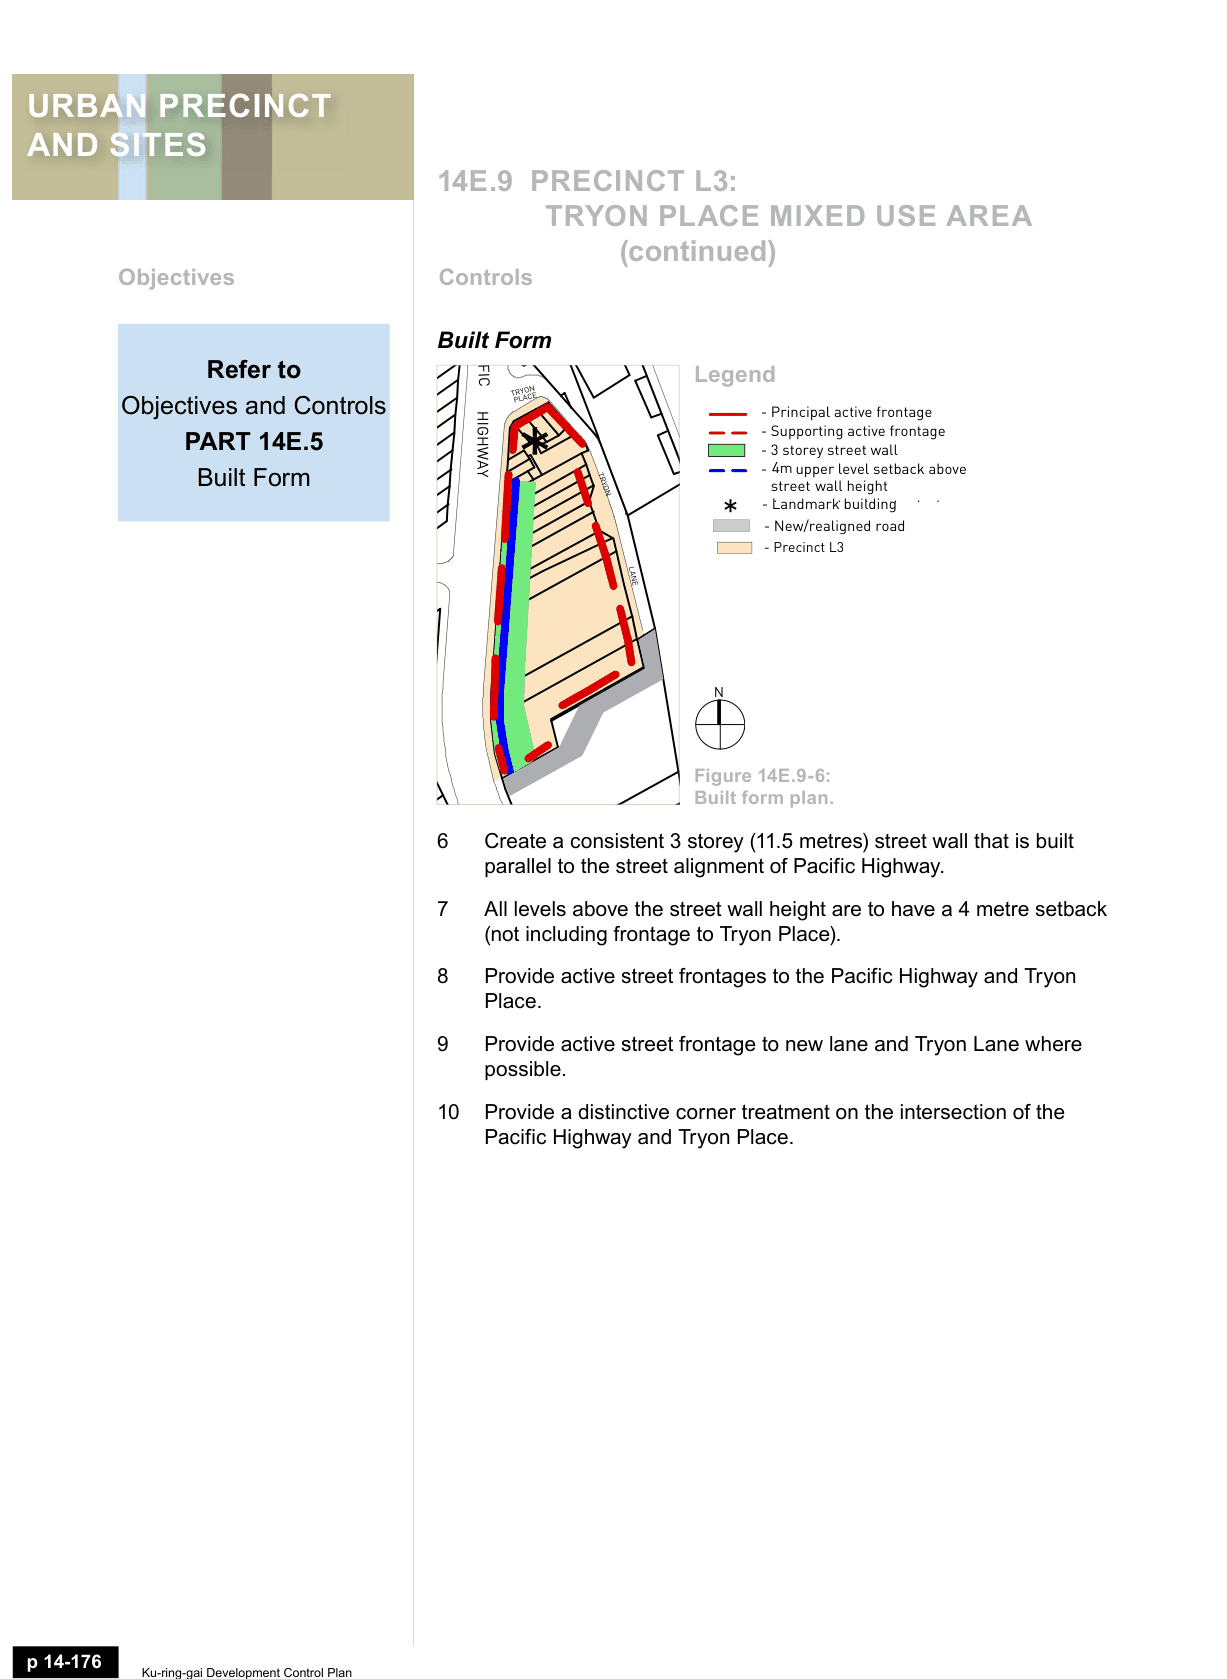 URBAN PRECINCT
AND SITES
14E.9 PRECINCT L3:
TRYON PLACE MIXED USE AREA
(continued)
Objectives
Controls
Refer to
Objectives and Controls
PART 14E.5
Built Form
Built Form
FIC HIGHWAY
TRYON
PLACE
TRYON
LANE
Legend
- Principal active frontage
- Supporting active frontage
- 3 storey street wall
- 4m upper level setback above
street wall height
- Landmark building
- New/realigned road
- Precinct L3
N
Figure 14E.9-6:
Built form plan.
6 Create a consistent 3 storey (11.5 metres) street wall that is built
parallel to the street alignment of Pacific Highway.
7 All levels above the street wall height are to have a 4 metre setback
(not including frontage to Tryon Place).
8 Provide active street frontages to the Pacific Highway and Tryon
Place.
9 Provide active street frontage to new lane and Tryon Lane where
possible.
10 Provide a distinctive corner treatment on the intersection of the
Pacific Highway and Tryon Place.
p 14-176
Ku-ring-gai Development Control Plan